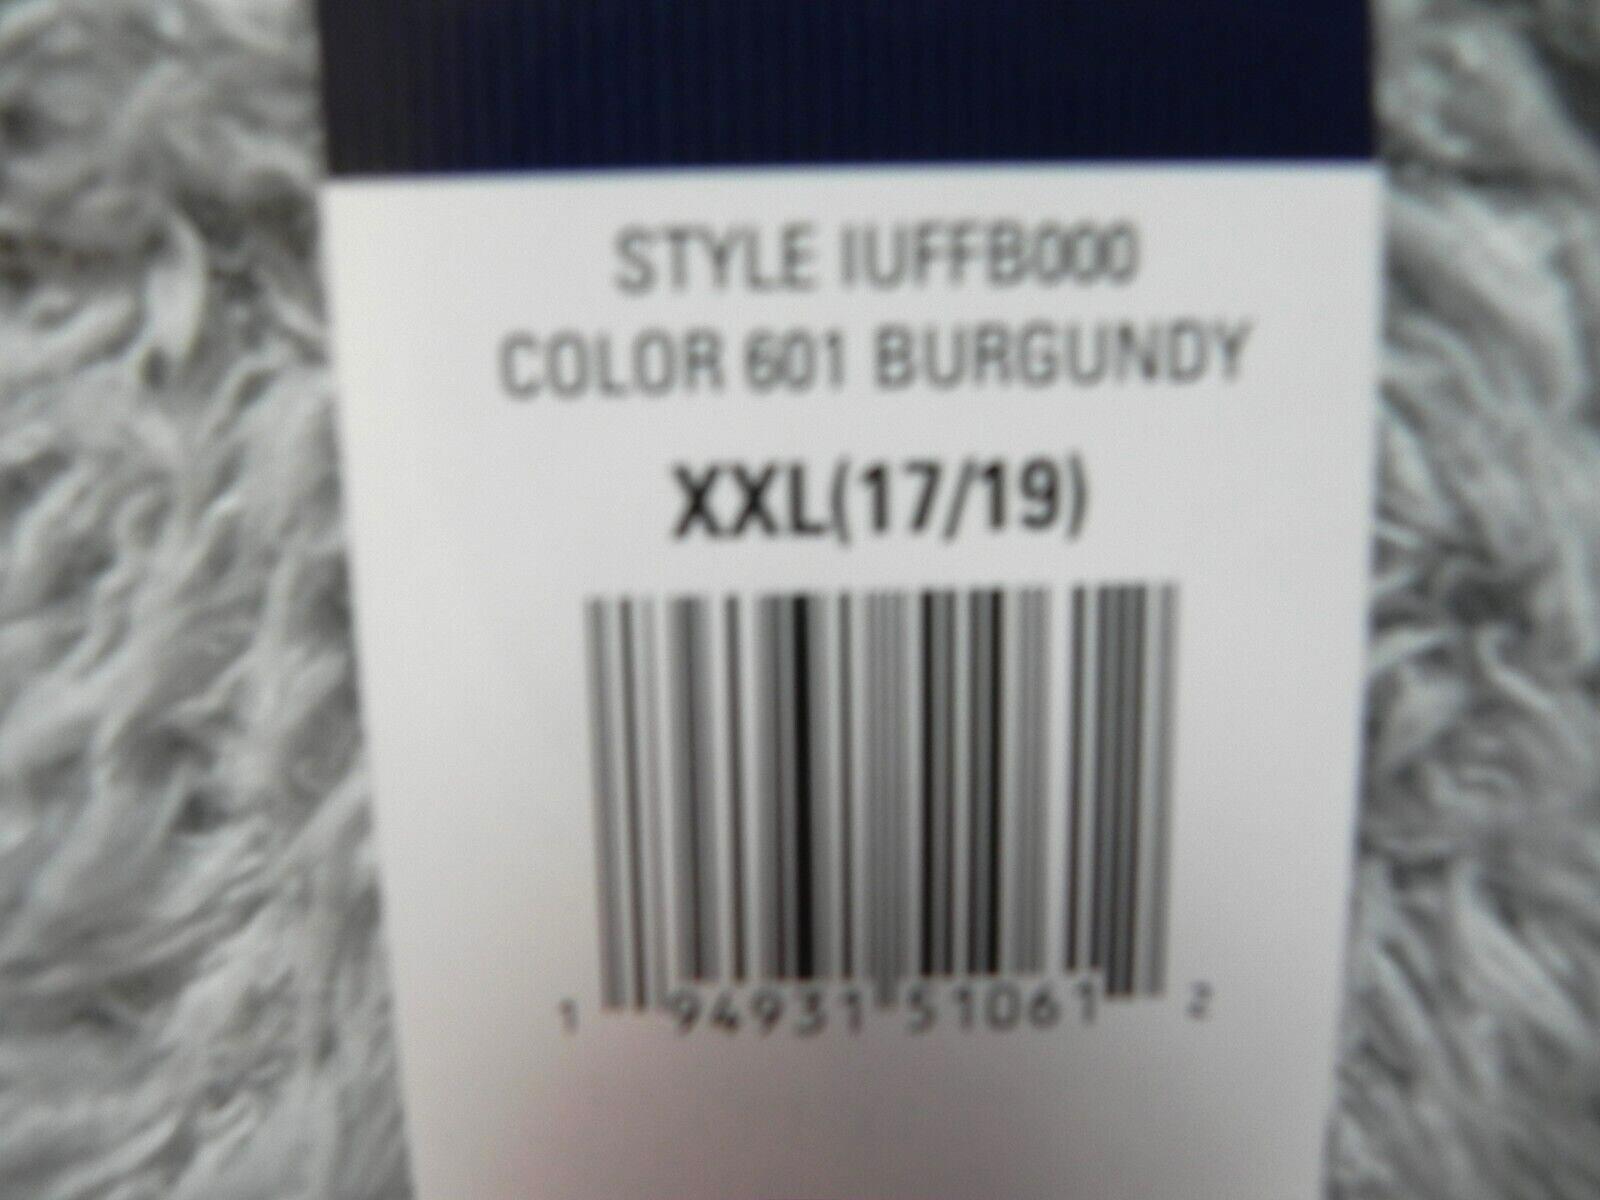 STYLE IUFFB000
COLOR 601 BURGUNDY
XXL(17/19)
1 94931 51061 2